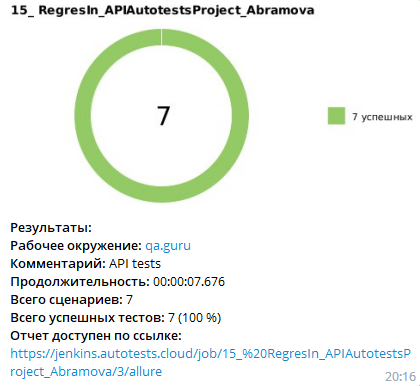 15_ RegresIn_APIAutotestsProject_Abramova
7
7 успешных
Результаты:
Рабочее окружение: qa.guru
Комментарий: API tests
Продолжительность: 00:00:07.676
Всего сценариев: 7
Всего успешных тестов: 7 (100 %)
Отчет доступен по ссылке:
https://jenkins.autotests.cloud/job/15_%20RegresIn_APIAutotestsP
roject_Abramova/3/allure
20:16